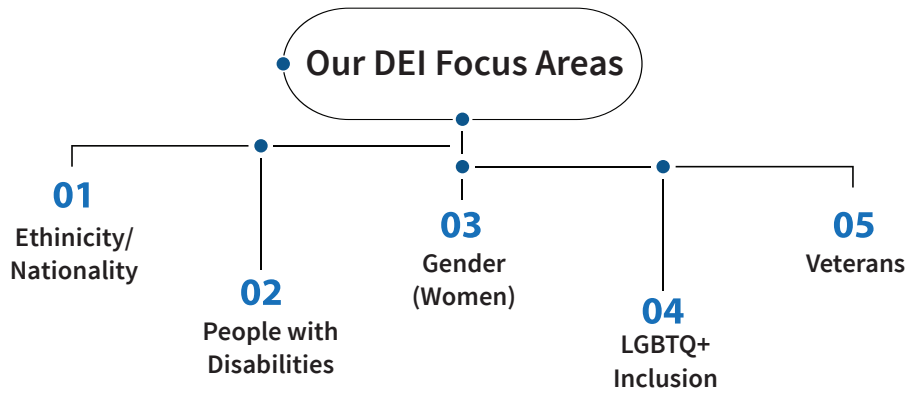 Our DEI Focus Areas
01
Ethinicity/
Nationality
02
People with
Disabilities
03
Gender
(Women)
04
LGBTQ+
Inclusion
05
Veterans